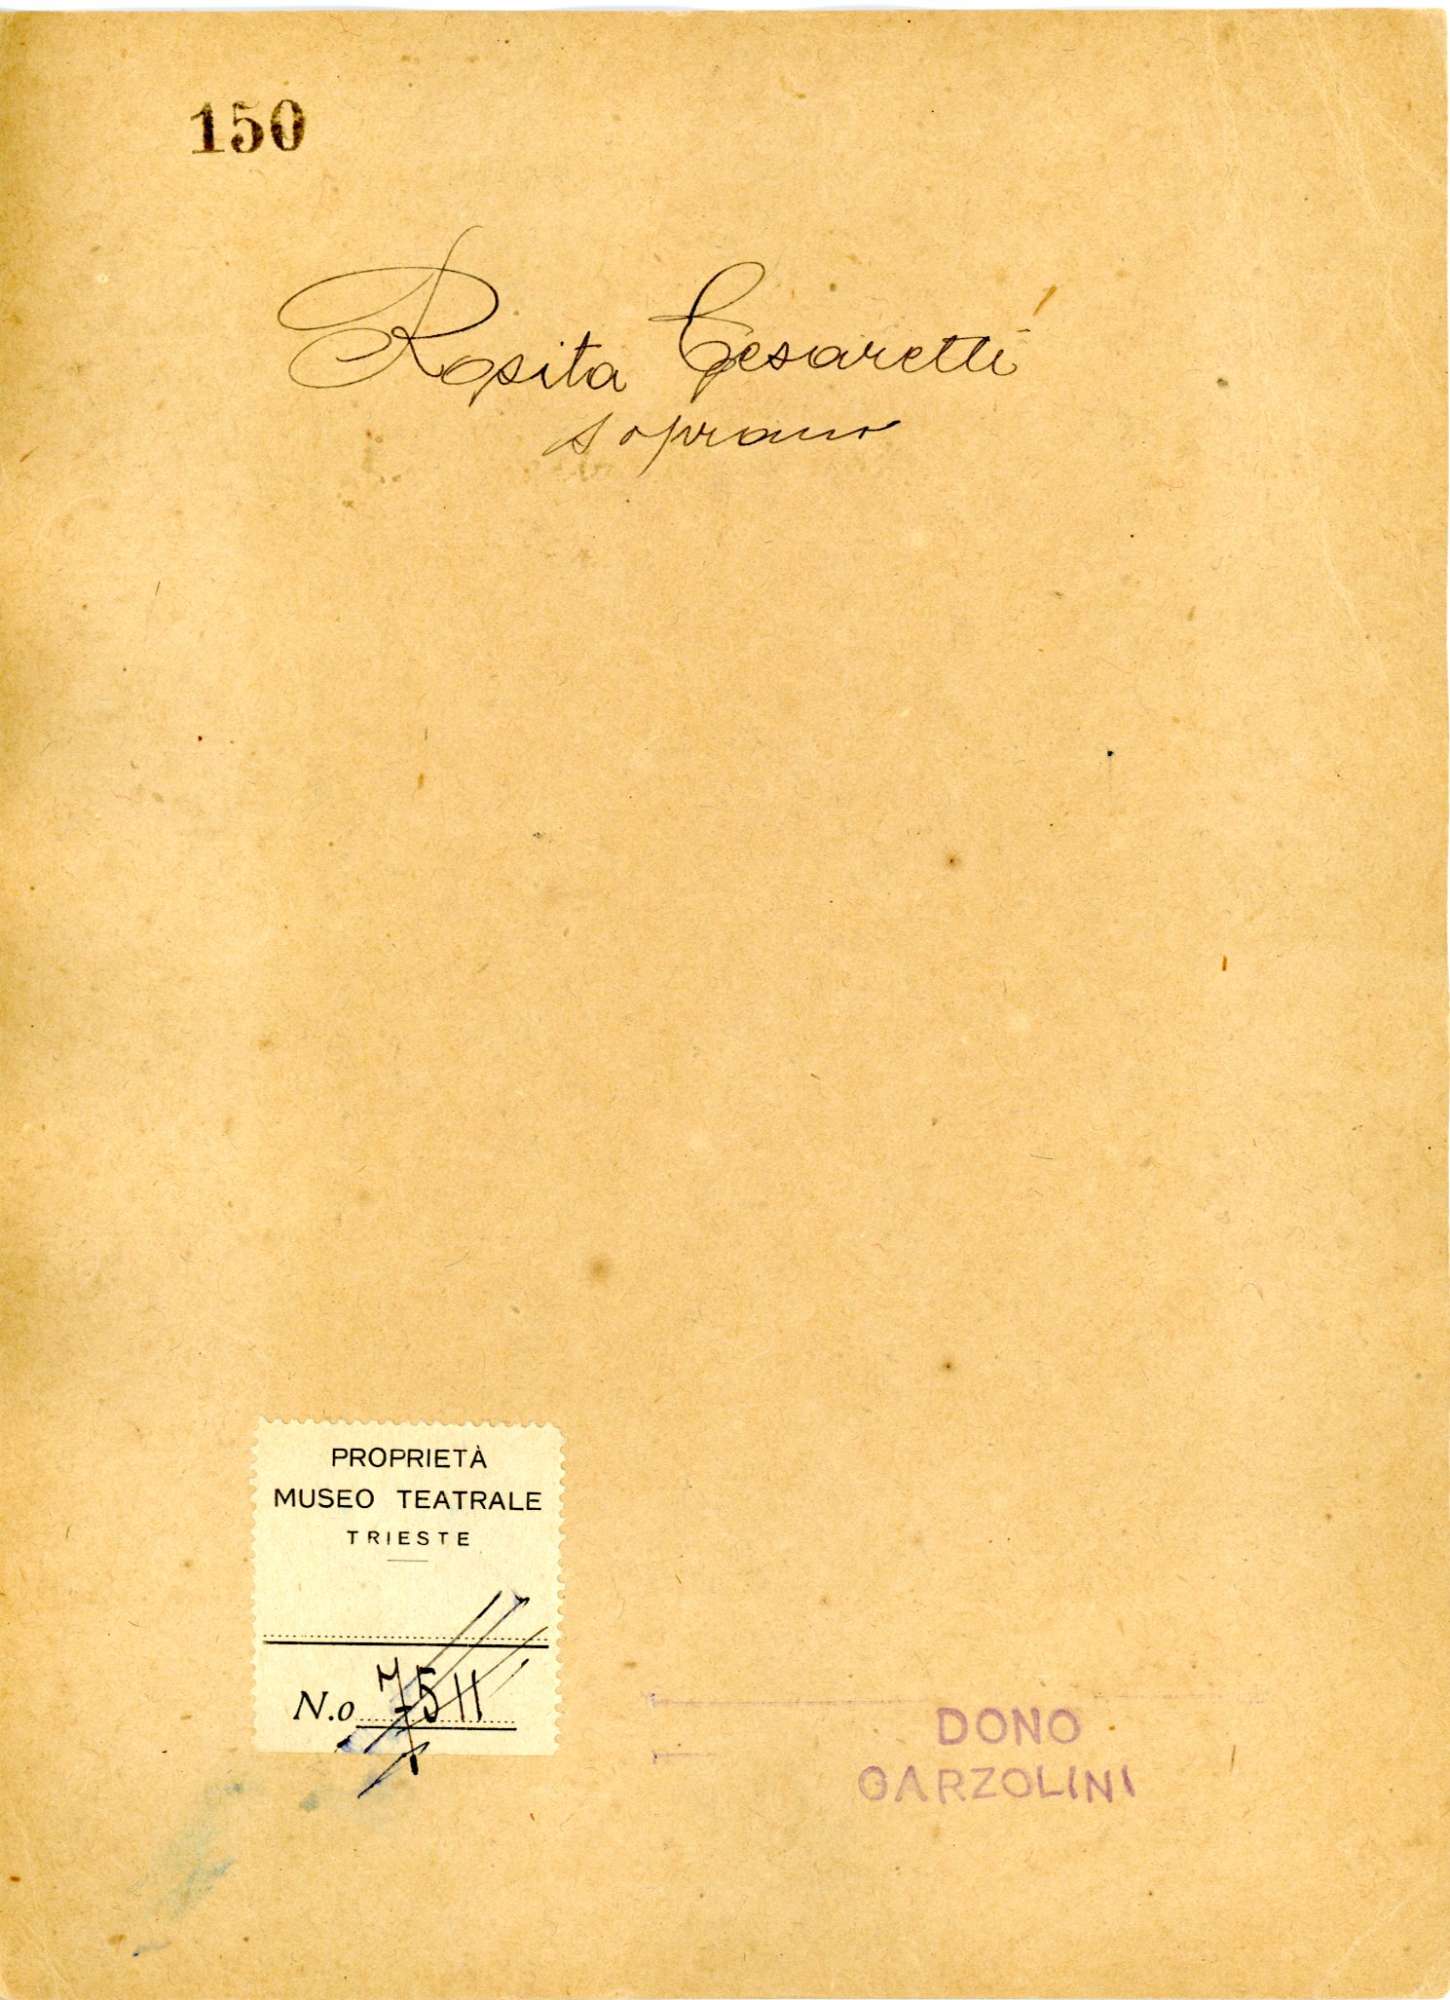 150
Rosita Cesaretti
soprano
PROPRIETÀ
MUSEO TEATRALE
TRIESTE
N.o 7511
DONO
GARZOLINI